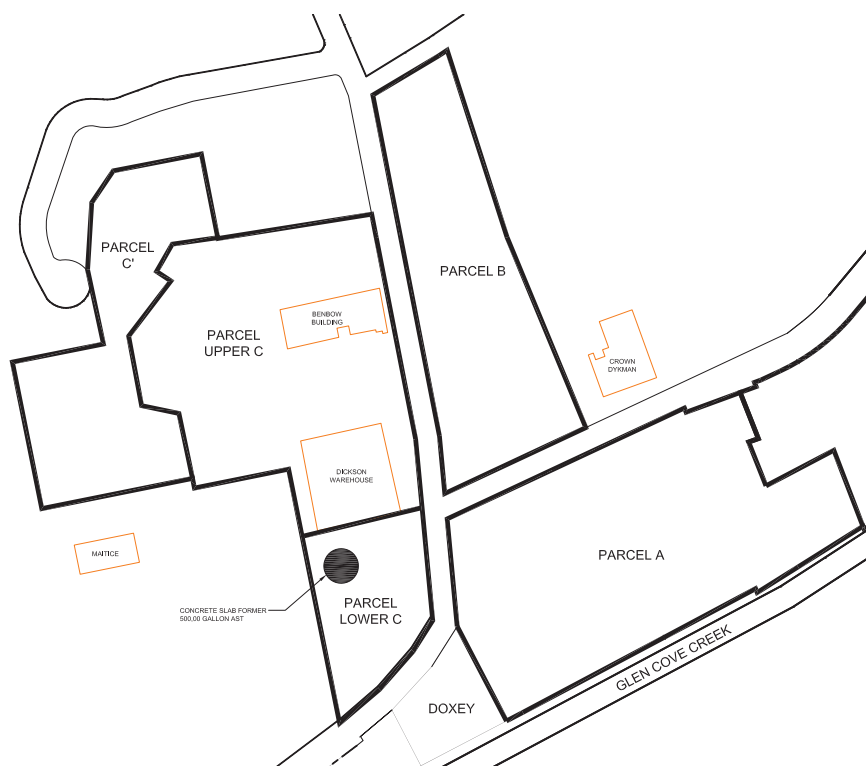 PARCEL
C'
PARCEL B
BENBOW
BUILDING
PARCEL
UPPER C
CROWN
DYKMAN
DICKSON
WAREHOUSE
MAITICE
PARCEL A
CONCRETE SLAB FORMER
500,00 GALLON AST
PARCEL
LOWER C
GLEN COVE CREEK
DOXEY